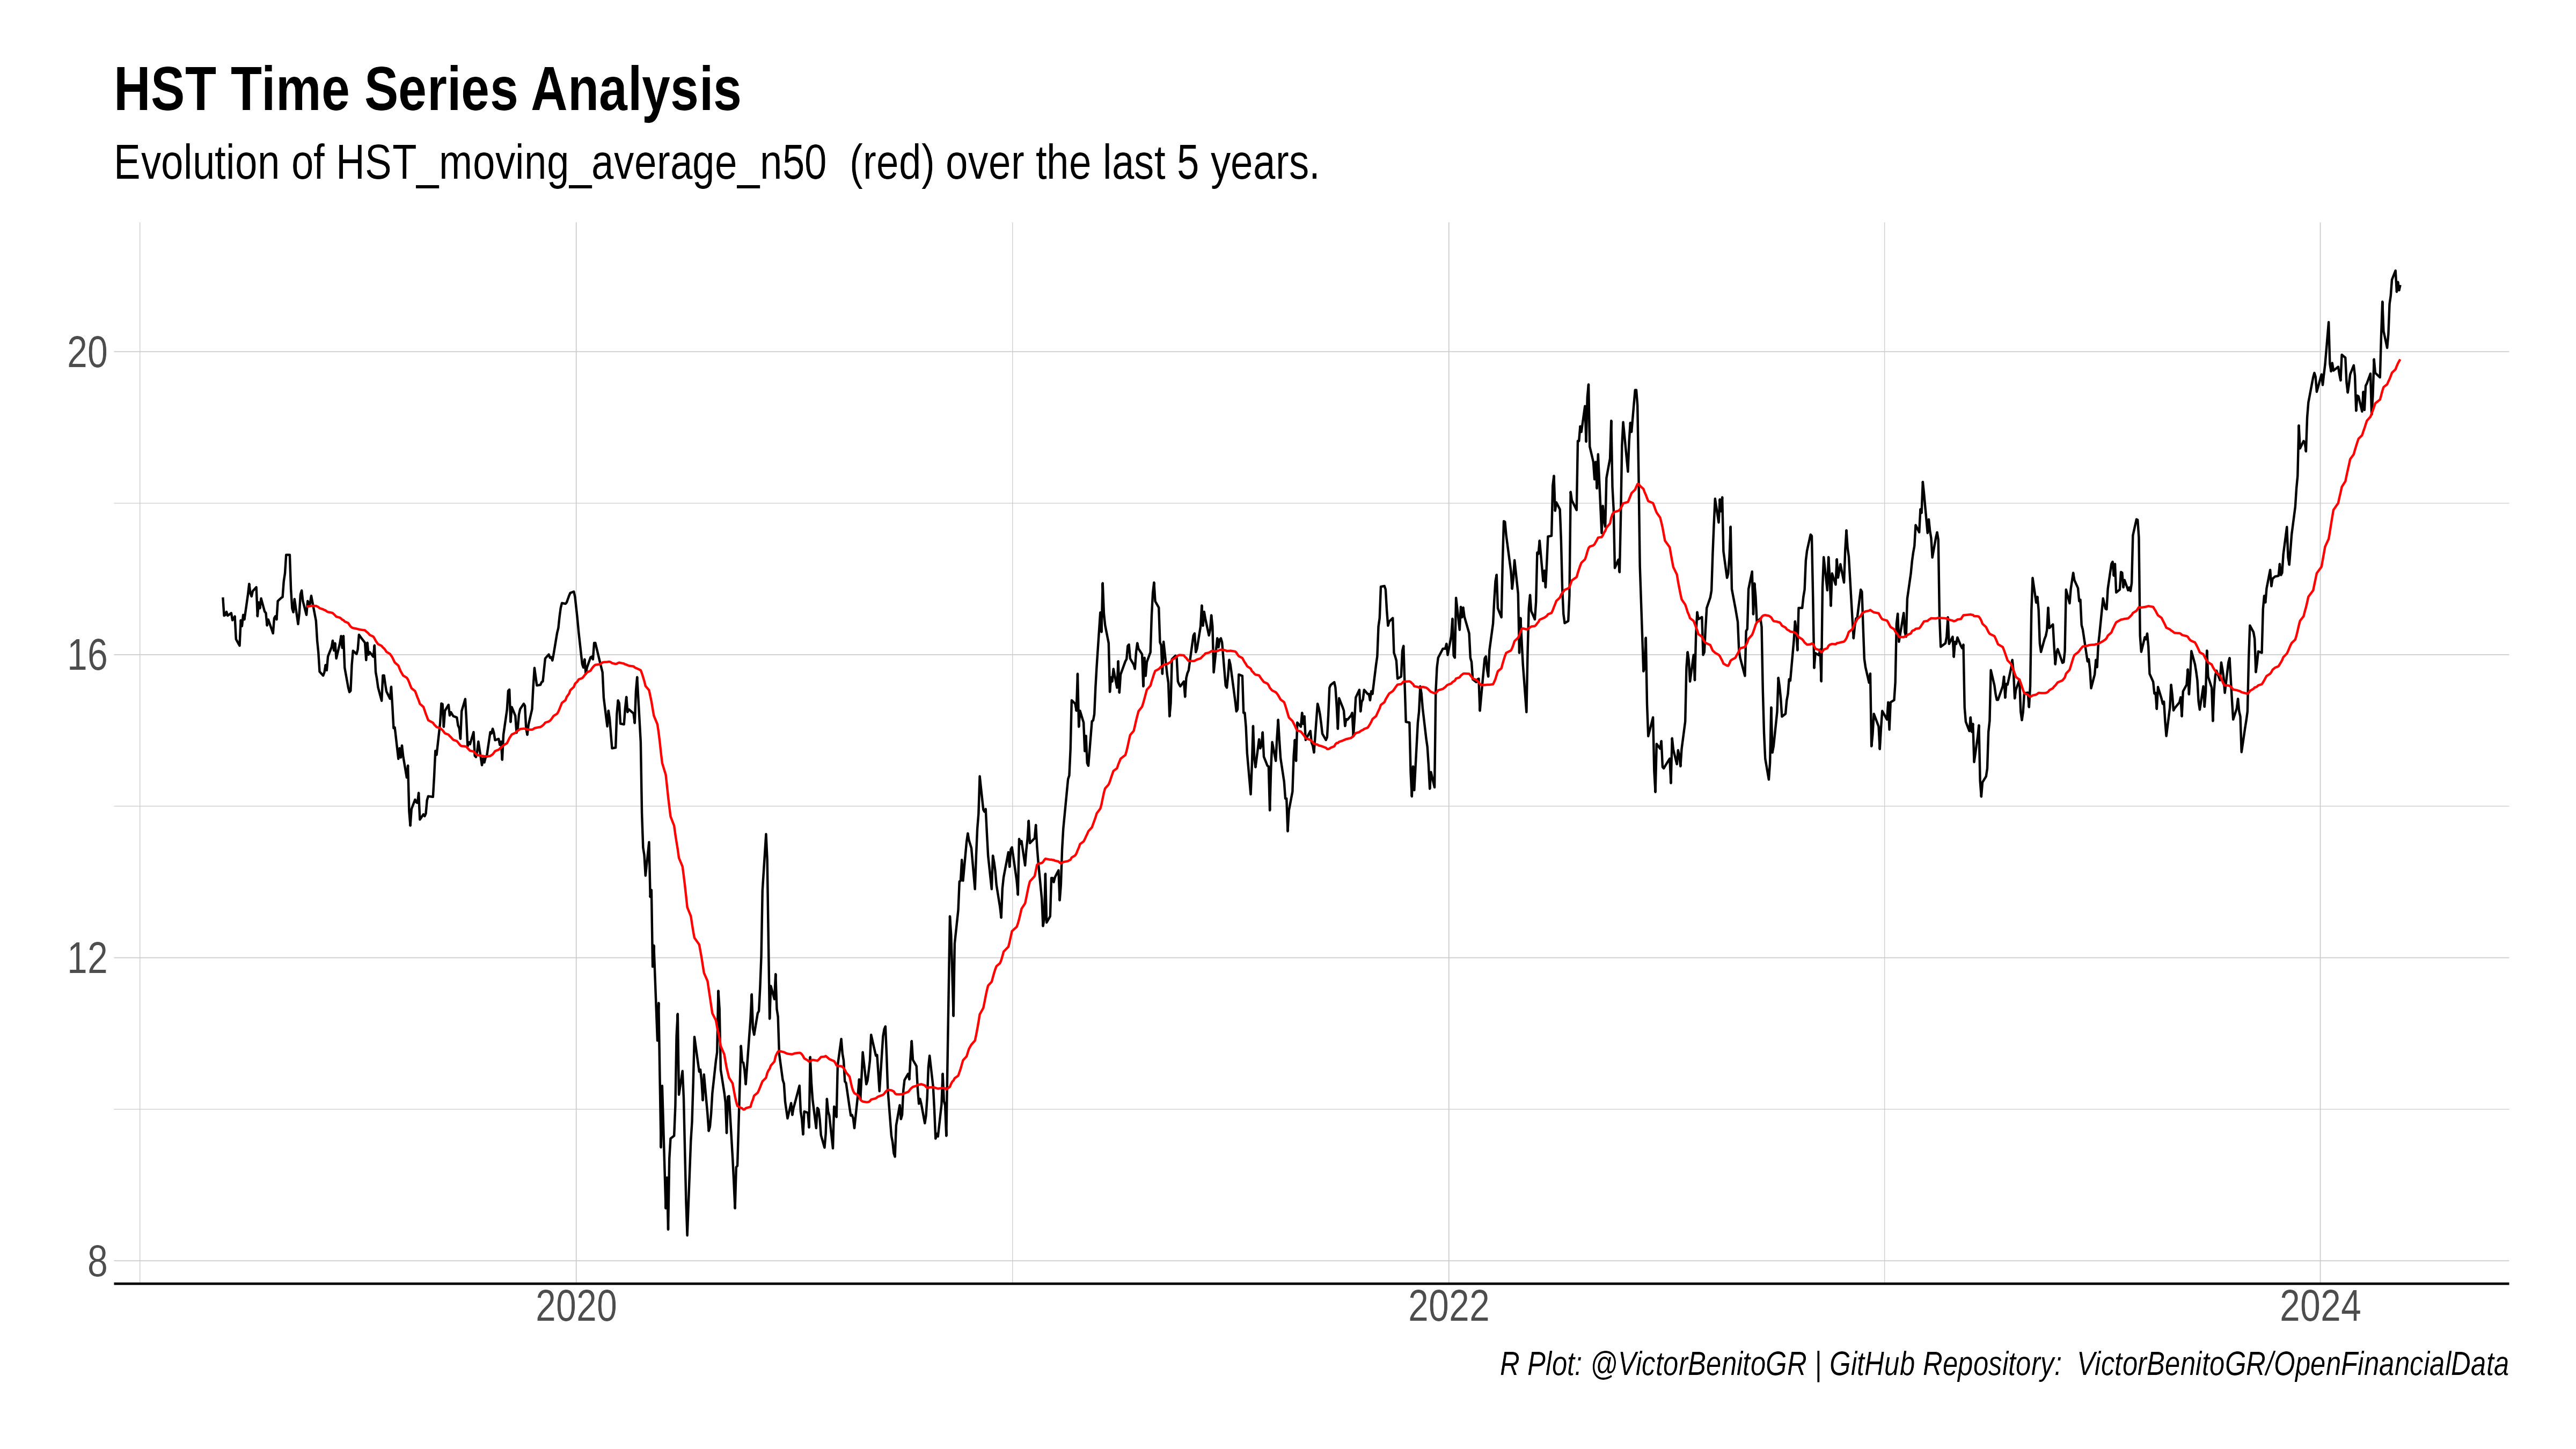 HST Time Series Analysis
Evolution of HST_moving_average_n50  (red) over the last 5 years.
20
16
12
8
2020 2022 2024
R Plot: @VictorBenitoGR | GitHub Repository:  VictorBenitoGR/OpenFinancialData